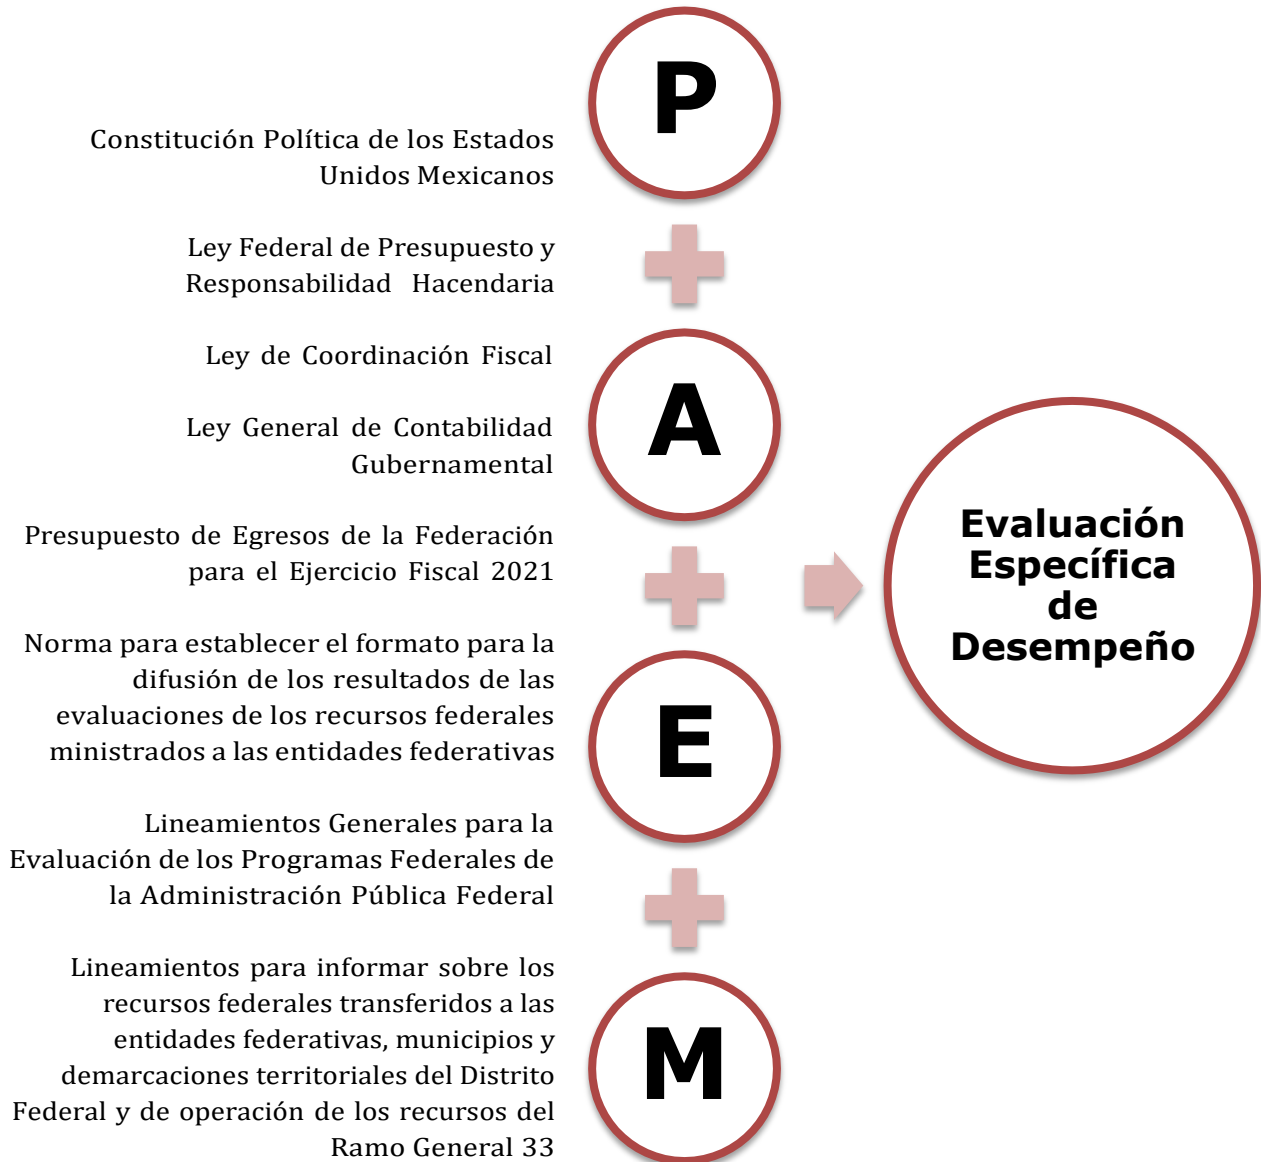 Constitución Política de los Estados
Unidos Mexicanos
Ley Federal de Presupuesto y
Responsabilidad Hacendaria
Ley de Coordinación Fiscal
Ley General de Contabilidad
Gubernamental
Presupuesto de Egresos de la Federación
para el Ejercicio Fiscal 2021
Norma para establecer el formato para la
difusión de los resultados de las
evaluaciones de los recursos federales
ministrados a las entidades federativas
Lineamientos Generales para la
Evaluación de los Programas Federales de
la Administración Pública Federal
Lineamientos para informar sobre los
recursos federales transferidos a las
entidades federativas, municipios y
demarcaciones territoriales del Distrito
Federal y de operación de los recursos del
Ramo General 33
P
A
E
M
Evaluación
Específica
de
Desempeño